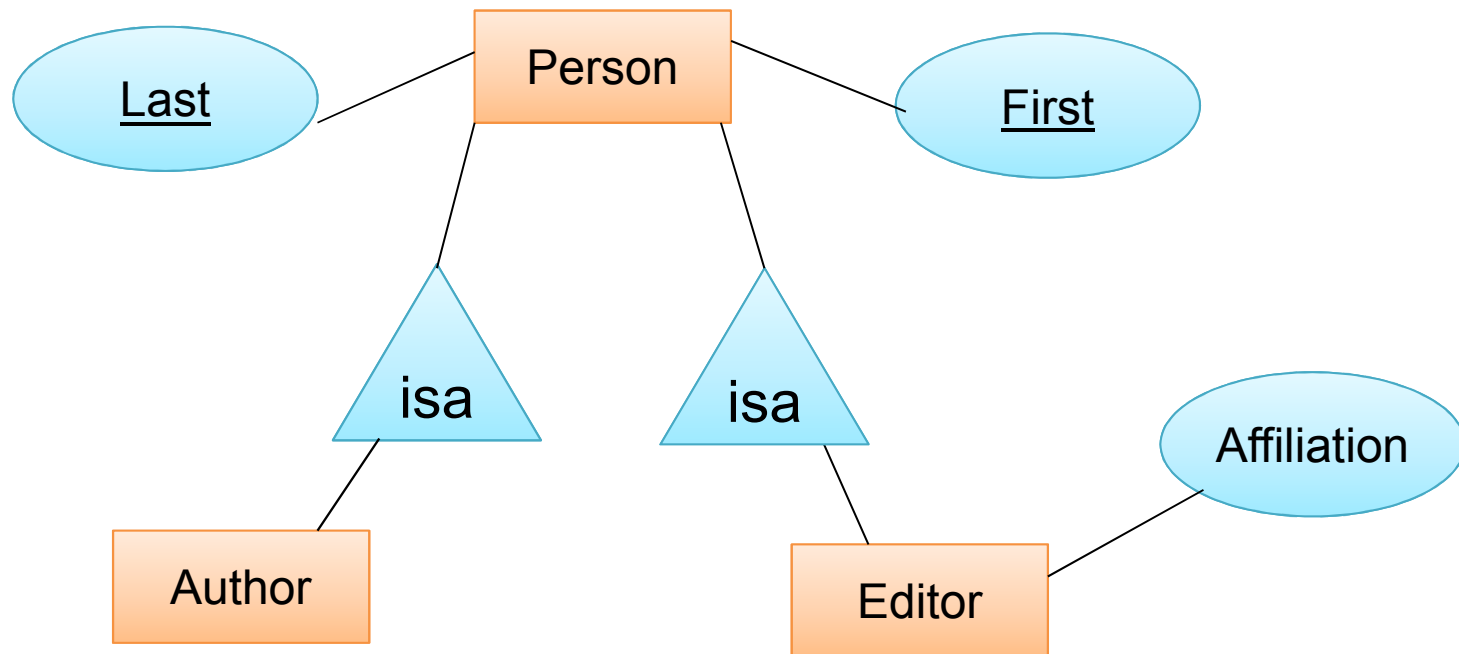 Person
Last
First
isa
isa
Affiliation
Author
Editor